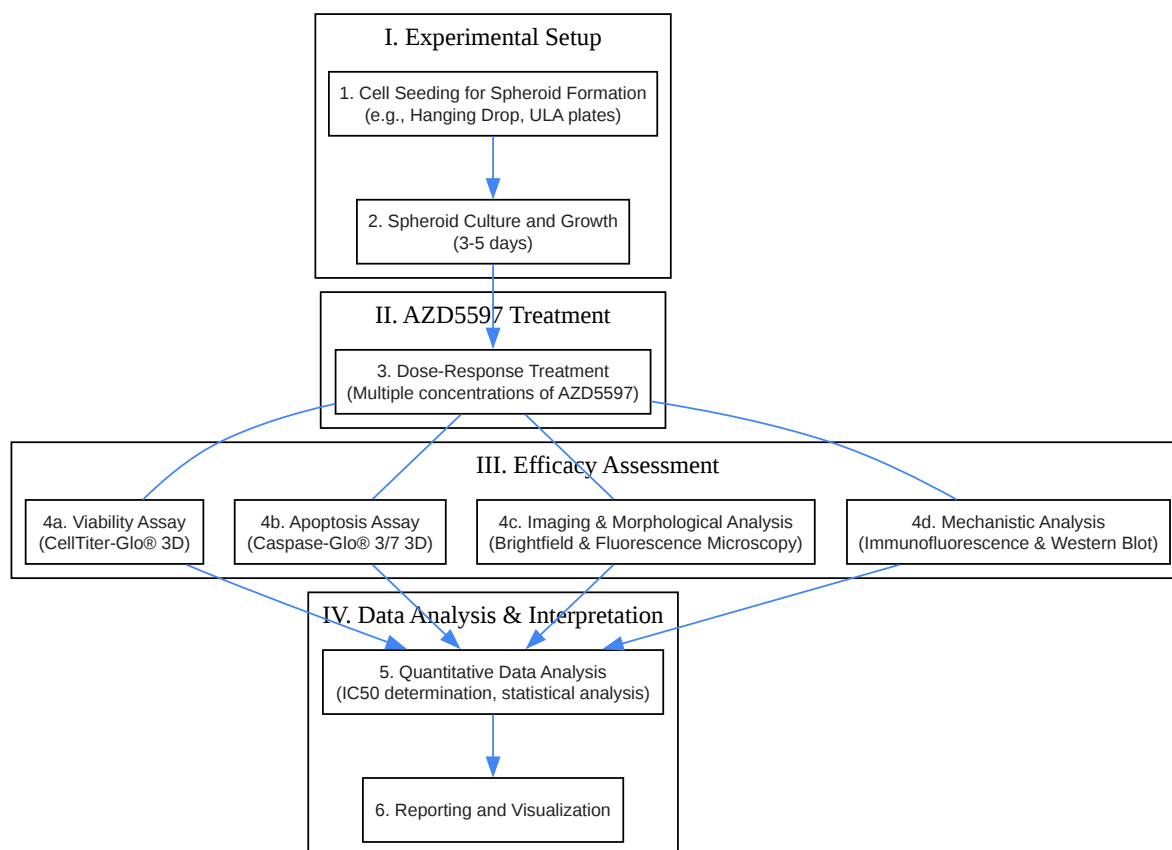 I. Experimental Setup
1. Cell Seeding for Spheroid Formation
(e.g., Hanging Drop, ULA plates)
2. Spheroid Culture and Growth
(3-5 days)
II. AZD5597 Treatment
3. Dose-Response Treatment
(Multiple concentrations of AZD5597)
III. Efficacy Assessment
4a. Viability Assay
(CellTiter-Glo® 3D)
4b. Apoptosis Assay
(Caspase-Glo® 3/7 3D)
4c. Imaging & Morphological Analysis
(Brightfield & Fluorescence Microscopy)
4d. Mechanistic Analysis
(Immunofluorescence & Western Blot)
IV. Data Analysis & Interpretation
5. Quantitative Data Analysis
(IC50 determination, statistical analysis)
6. Reporting and Visualization